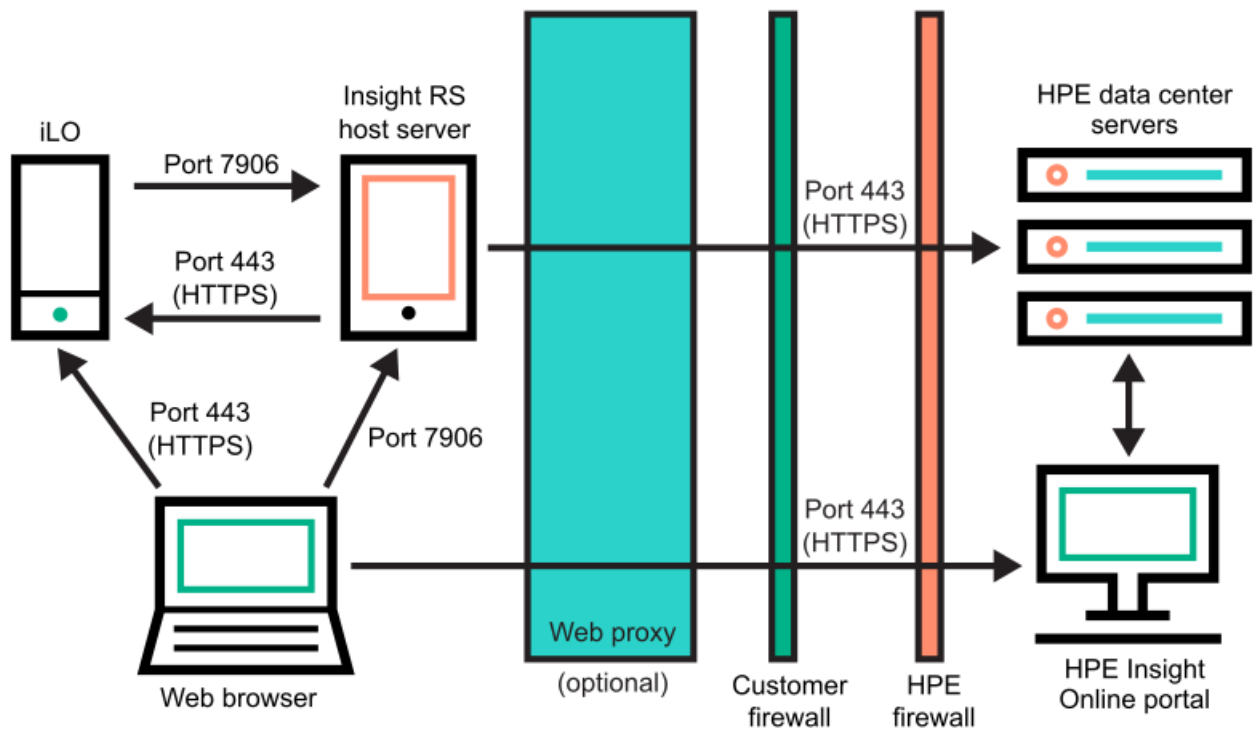 iLO
Insight RS
host server
HPE data center
servers
Port 7906
Port 443
(HTTPS)
Port 443
(HTTPS)
Port 443
(HTTPS)
Port 7906
Port 443
(HTTPS)
Web browser
Web proxy
(optional)
Customer
firewall
HPE
firewall
HPE Insight
Online portal